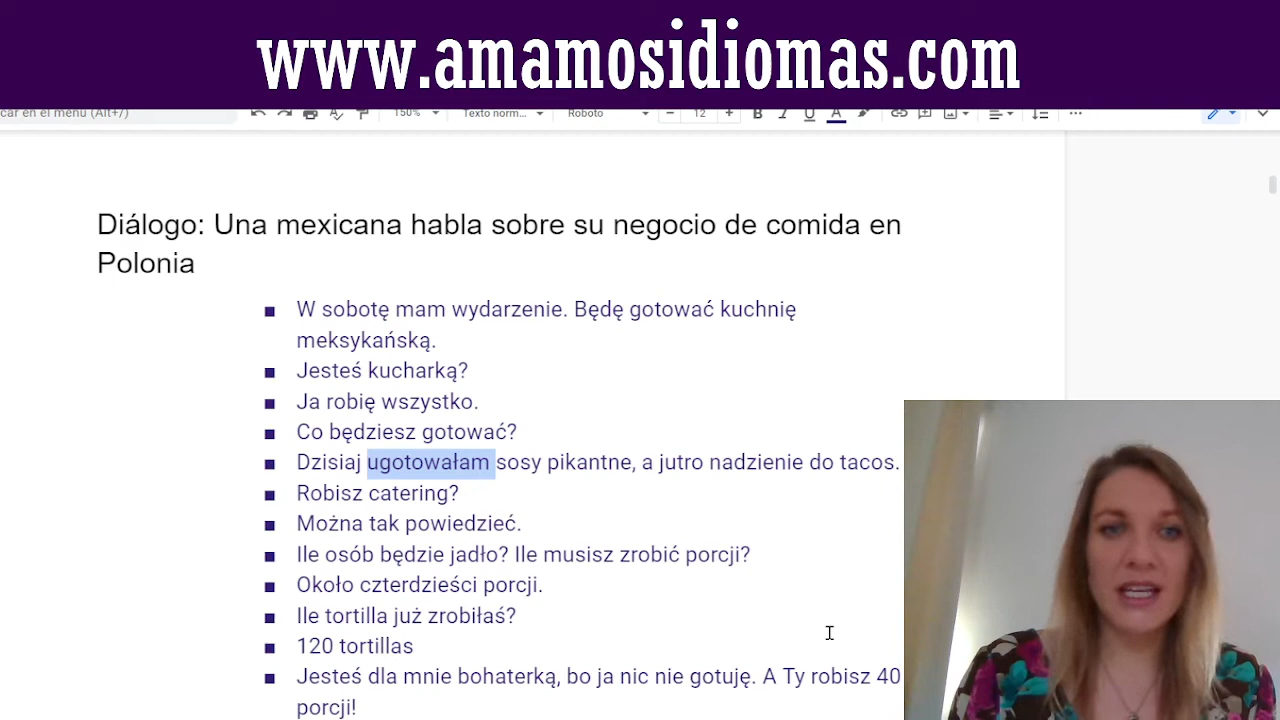 www.amamosidiomas.com
car en el menú (Alt+/)
150%
Texto norm...
Roboto
12
B I U A
Diálogo: Una mexicana habla sobre su negocio de comida en
Polonia
W sobotę mam wydarzenie. Będę gotować kuchnię
meksykańską.
Jesteś kucharką?
Ja robię wszystko.
Co będziesz gotować?
Dzisiaj ugotowałam sosy pikantne, a jutro nadzienie do tacos.
Robisz catering?
Można tak powiedzieć.
Ile osób będzie jadło? Ile musisz zrobić porcji?
Około czterdzieści porcji.
Ile tortilla już zrobiłaś?
120 tortillas
Jesteś dla mnie bohaterką, bo ja nic nie gotuję. A Ty robisz 40
porcji!